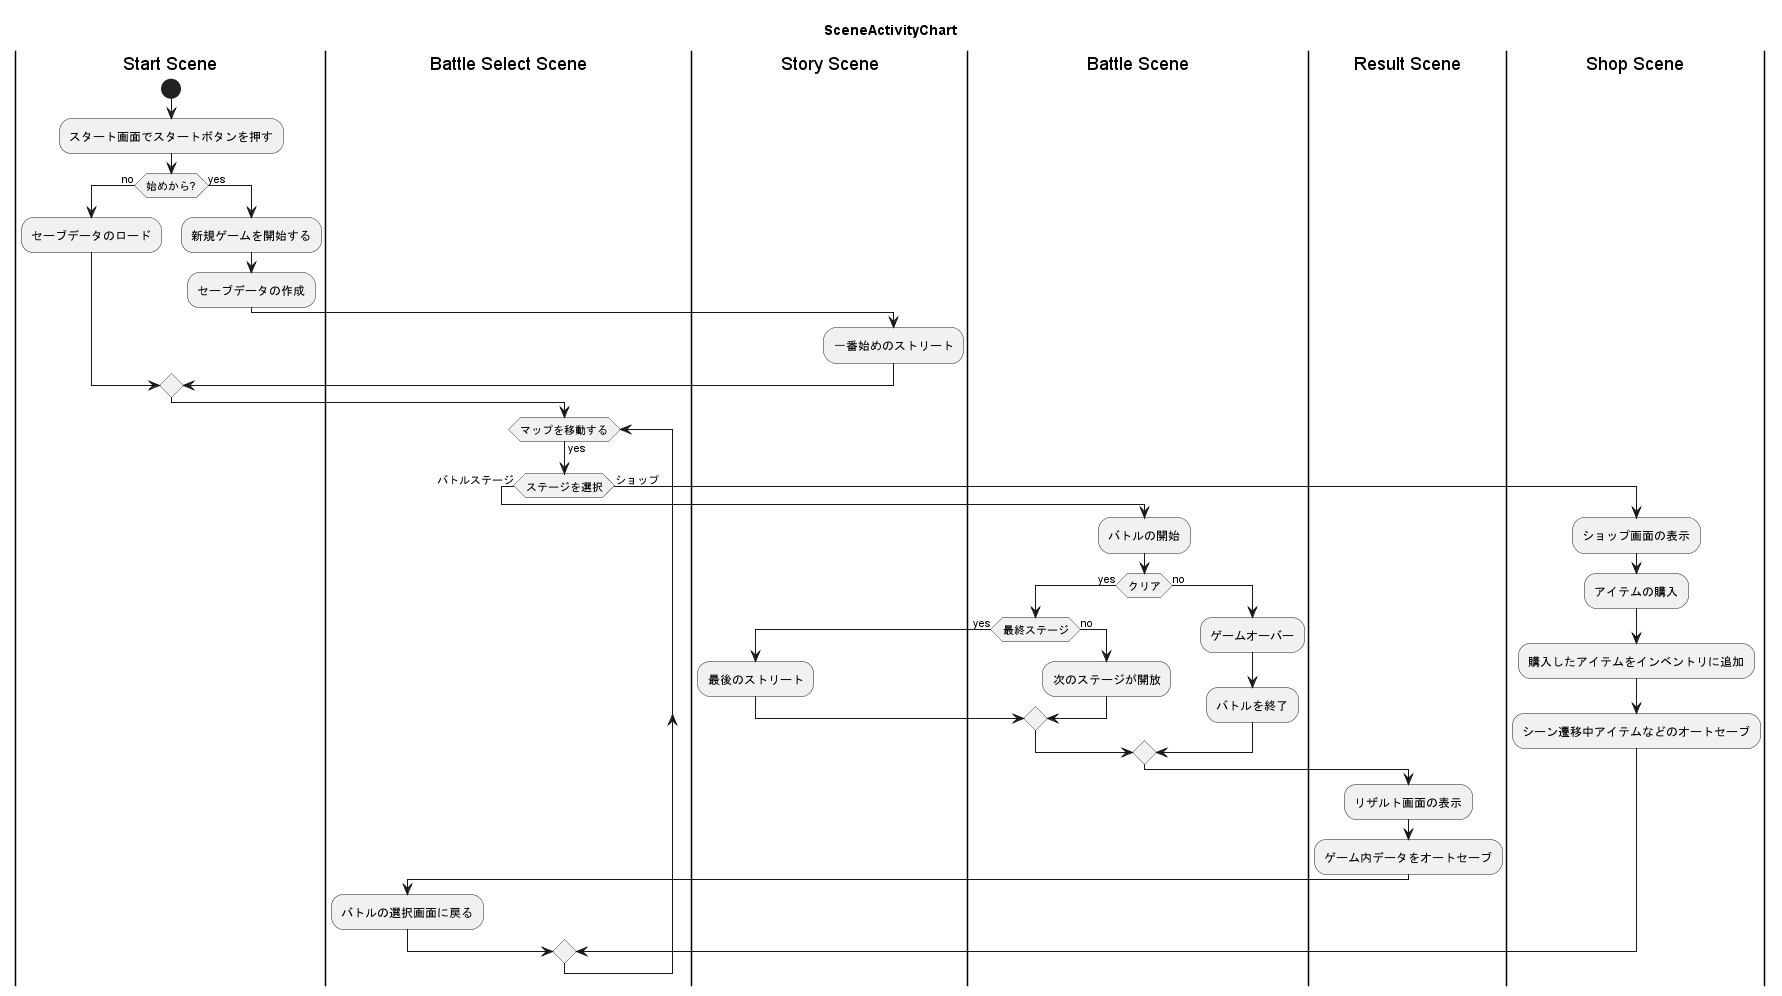 SceneActivityChart
Start Scene
Battle Select Scene
Story Scene
Battle Scene
Result Scene
Shop Scene
スタート画面でスタートボタンを押す
no
始めから?
yes
セーブデータのロード
新規ゲームを開始する
セーブデータの作成
一番始めのストリート
マップを移動する
yes
バトルステージ
ステージを選択
ショップ
バトルの開始
ショップ画面の表示
yes
クリア
no
アイテムの購入
yes
最終ステージ
no
ゲームオーバー
購入したアイテムをインベントリに追加
最後のストリート
次のステージが開放
バトルを終了
シーン遷移中アイテムなどのオートセーブ
リザルト画面の表示
ゲーム内データをオートセーブ
バトルの選択画面に戻る